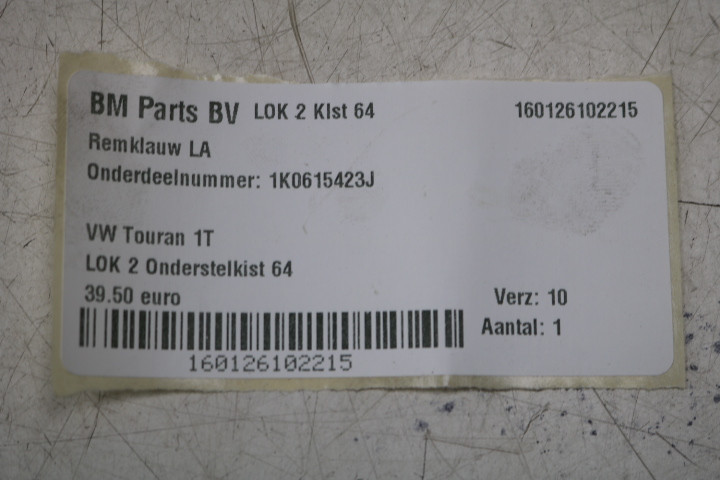 BM Parts BV LOK 2 Klst 64 160126102215
Remklauw LA
Onderdeelnummer: 1K0615423J
VW Touran 1T
LOK 2 Onderstelkist 64
39.50 euro Verz: 10
Aantal: 1
160126102215